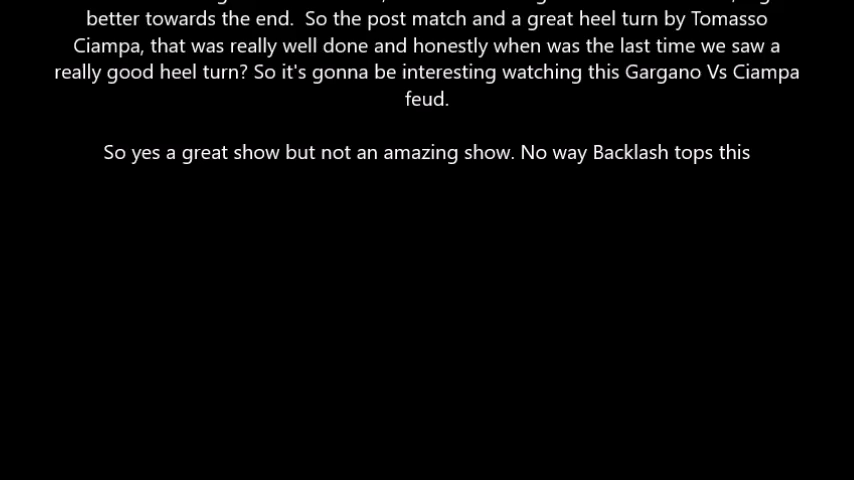 better towards the end.  So the post match and a great heel turn by Tomasso
Ciampa, that was really well done and honestly when was the last time we saw a
really good heel turn? So it's gonna be interesting watching this Gargano Vs Ciampa
feud.
So yes a great show but not an amazing show. No way Backlash tops this